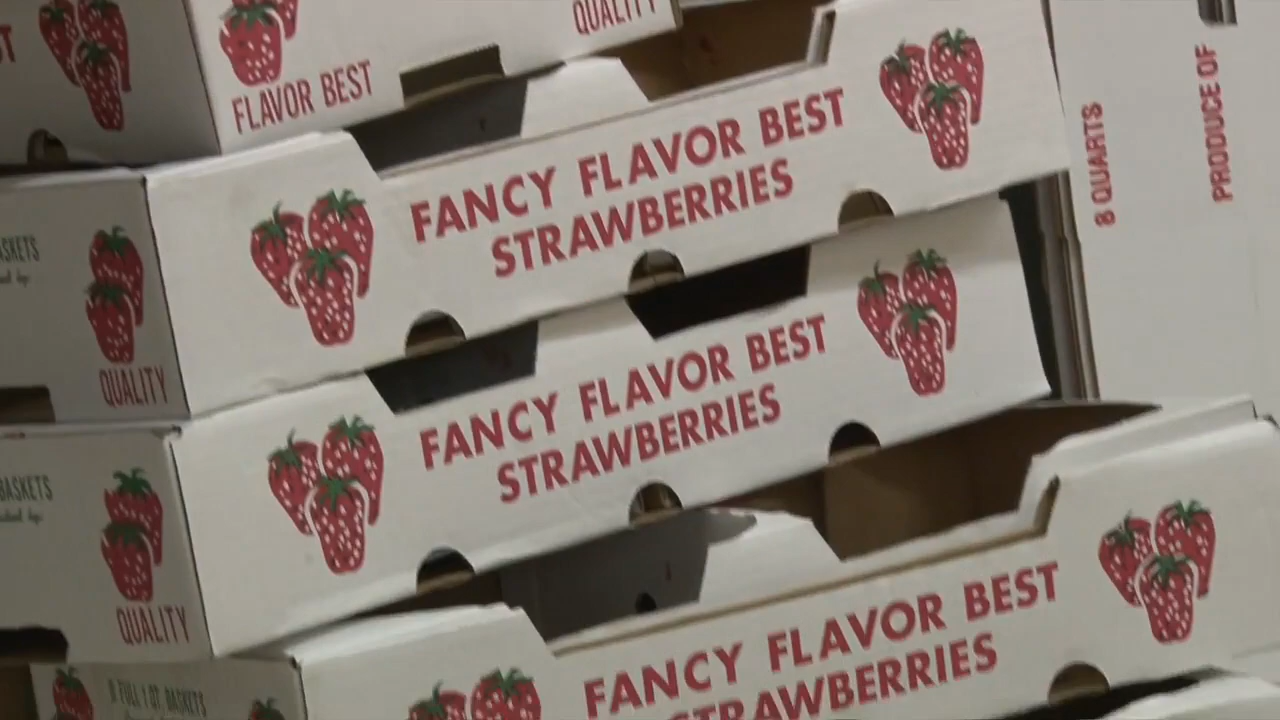 QUALITY
FLAVOR BEST
FANCY FLAVOR BEST
STRAWBERRIES
8 QUARTS
PRODUCE OF
QUALITY
FANCY FLAVOR BEST
STRAWBERRIES
BASKETS
QUALITY
FANCY FLAVOR BEST
STRAWBERRIES